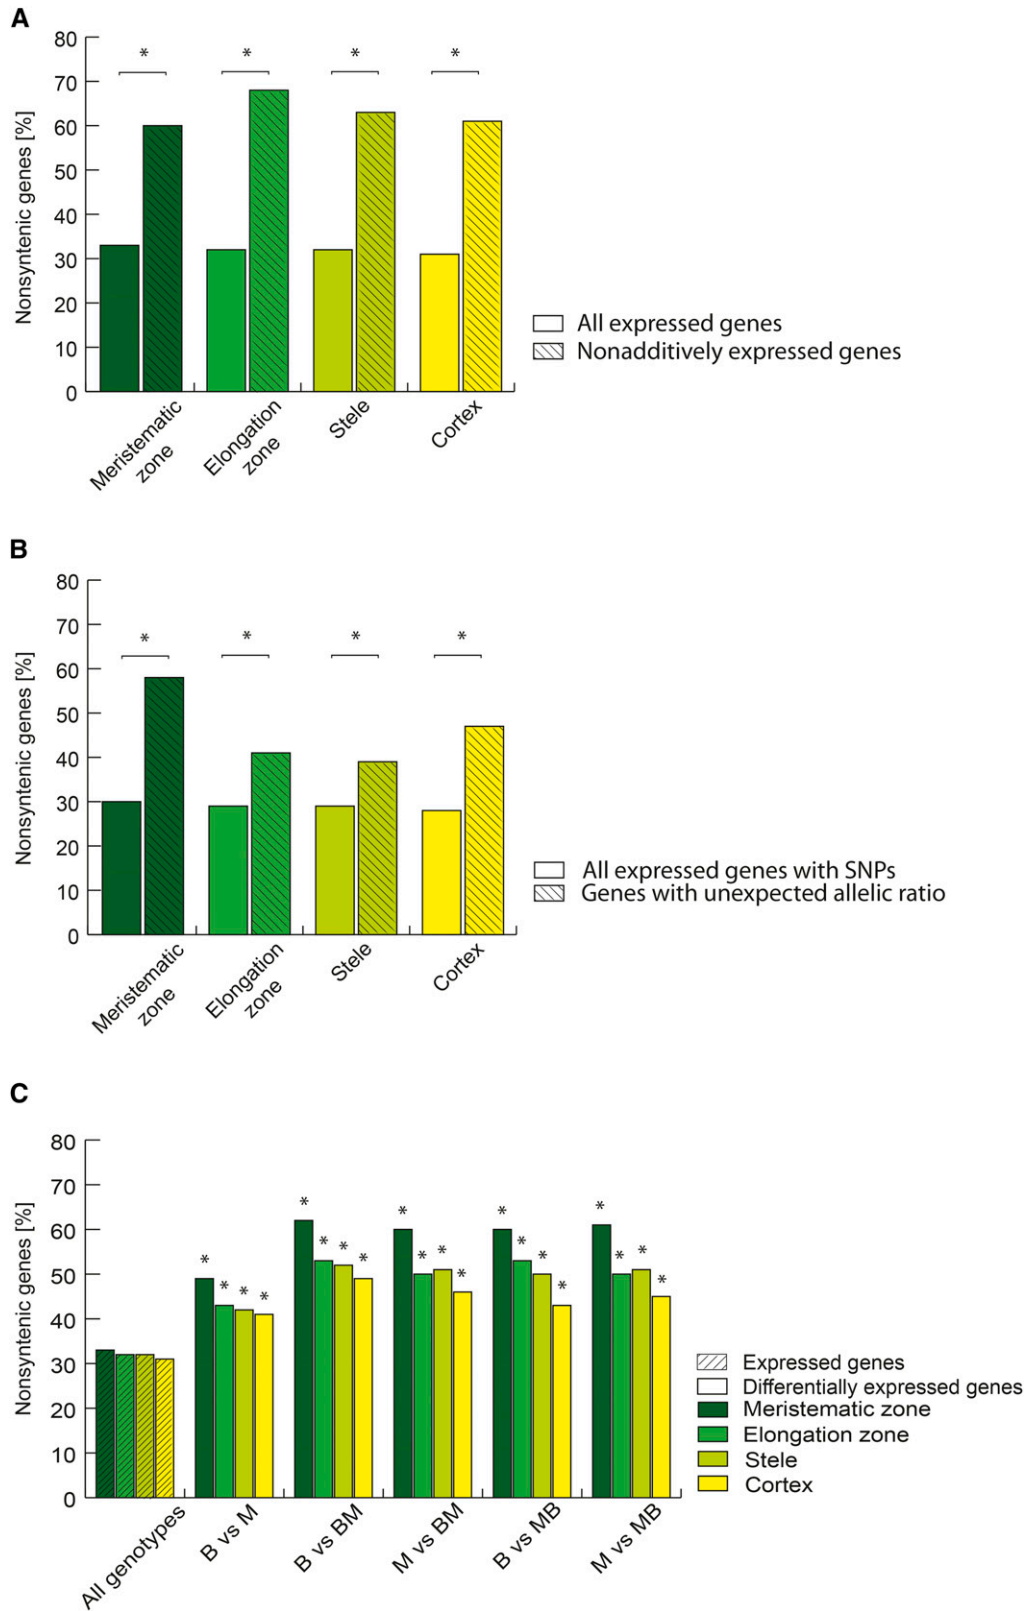 A
Nonsyntenic genes [%]
80
70
60
50
40
30
20
10
0
* * * *
Meristematic
zone
Elongation
zone
Stele
Cortex
All expressed genes
Nonadditively expressed genes
B
Nonsyntenic genes [%]
80
70
60
50
40
30
20
10
0
* * * *
Meristematic
zone
Elongation
zone
Stele
Cortex
All expressed genes with SNPs
Genes with unexpected allelic ratio
C
Nonsyntenic genes [%]
80
70
60
50
40
30
20
10
0
* * * *
* * * *
* * * *
* * * *
* * * *
All genotypes
B vs M
B vs BM
M vs BM
B vs MB
M vs MB
Expressed genes
Differentially expressed genes
Meristematic zone
Elongation zone
Stele
Cortex